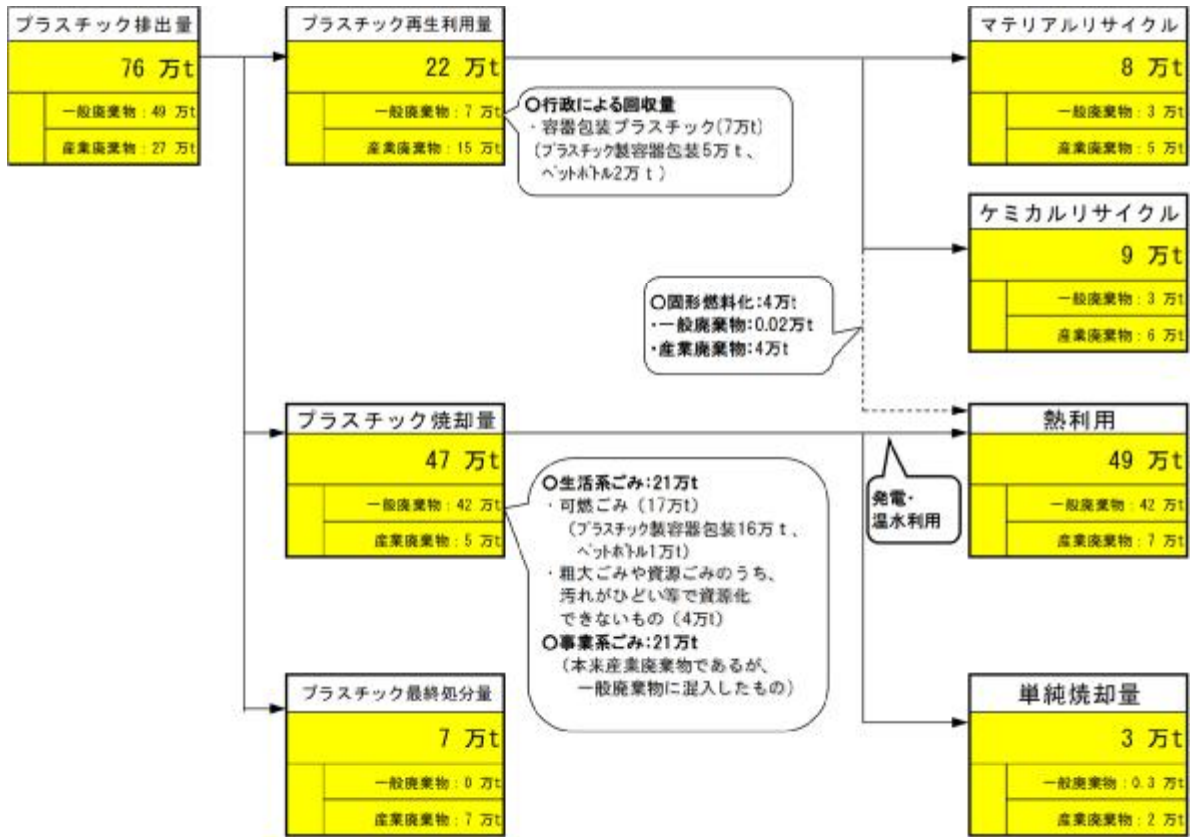 プラスチック排出量
76 万t
一般廃棄物:49 万t
産業廃棄物:27 万t
プラスチック再生利用量
22 万t
一般廃棄物:7 万t
産業廃棄物:15 万t
○行政による回収量
・容器包装プラスチック(7万t)
(プラスチック製容器包装5万t、
ペットボトル2万t)
マテリアルリサイクル
8 万t
一般廃棄物:3 万t
産業廃棄物:5 万t
ケミカルリサイクル
9 万t
一般廃棄物:3 万t
産業廃棄物:6 万t
○固形燃料化:4万t
・一般廃棄物:0.02万t
・産業廃棄物:4万t
プラスチック焼却量
47 万t
一般廃棄物:42 万t
産業廃棄物:5 万t
○生活系ごみ:21万t
・可燃ごみ(17万t)
(プラスチック製容器包装16万t、
ペットボトル1万t)
・粗大ごみや資源ごみのうち、
汚れがひどい等で資源化
できないもの(4万t)
○事業系ごみ:21万t
(本来産業廃棄物であるが、
一般廃棄物に混入したもの)
発電・
温水利用
熱利用
49 万t
一般廃棄物:42 万t
産業廃棄物:7 万t
プラスチック最終処分量
7 万t
一般廃棄物:0 万t
産業廃棄物:7 万t
単純焼却量
3 万t
一般廃棄物:0.3 万t
産業廃棄物:2 万t